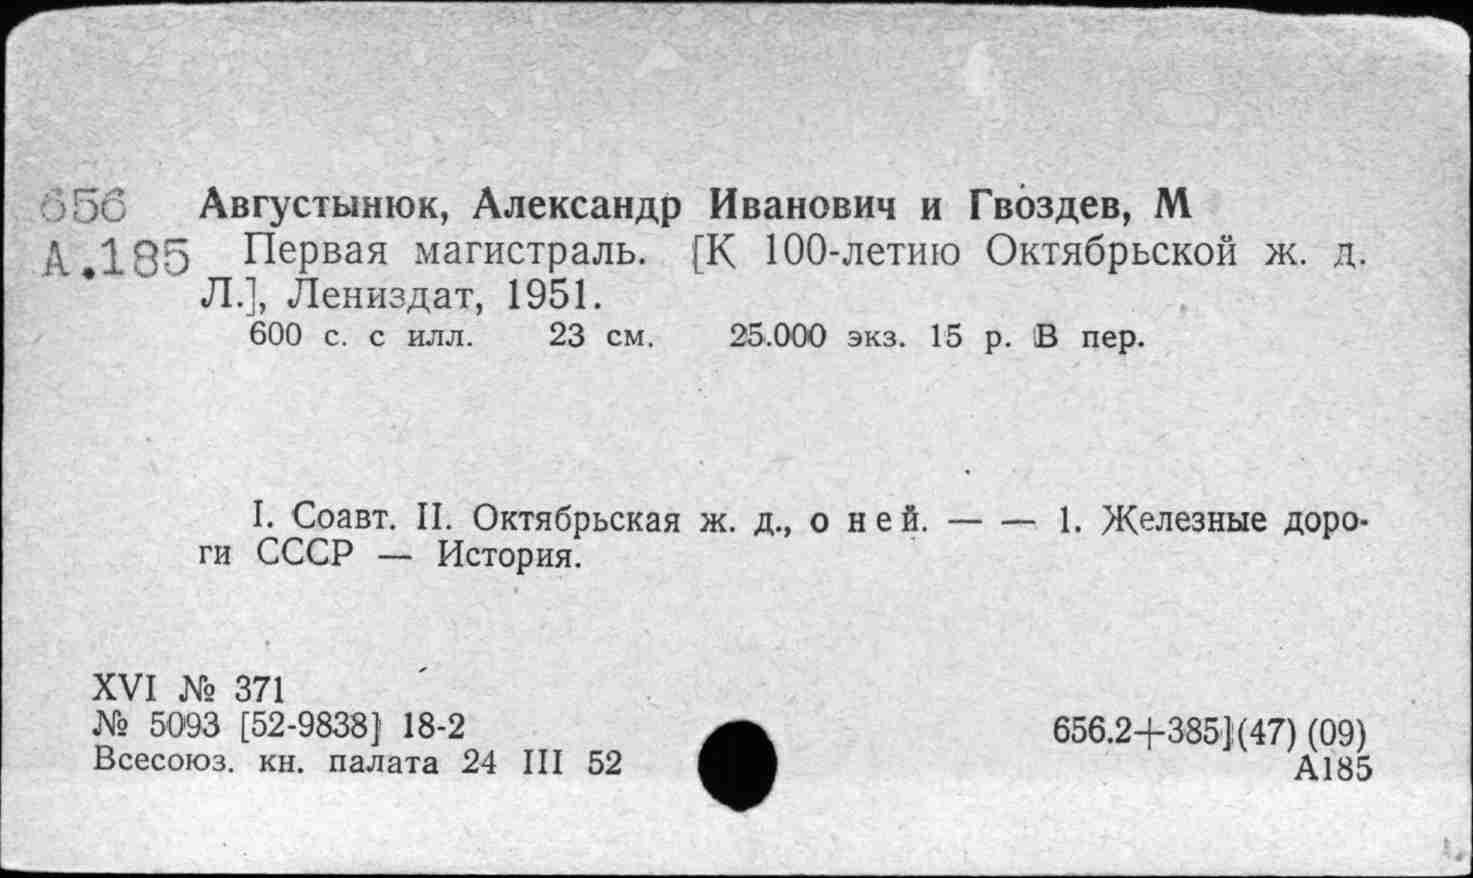 656 Августынюк, Александр Иванович и Гвоздев, М
А.185 Первая магистраль. [К 100-летию Октябрьской ж. д.
Л.], Лениздат, 1951.
600 с. с илл. 23 см. 25.000 экз. 15 р. В пер.
I. Соавт. II. Октябрьская ж. д., о ней. — — 1. Железные доро-
ги СССР — История.
XVI № 371
№ 5093 [52-9838] 18-2
Всесоюз. кн. палата 24 III 52
656.2+385](47) (09)
А185